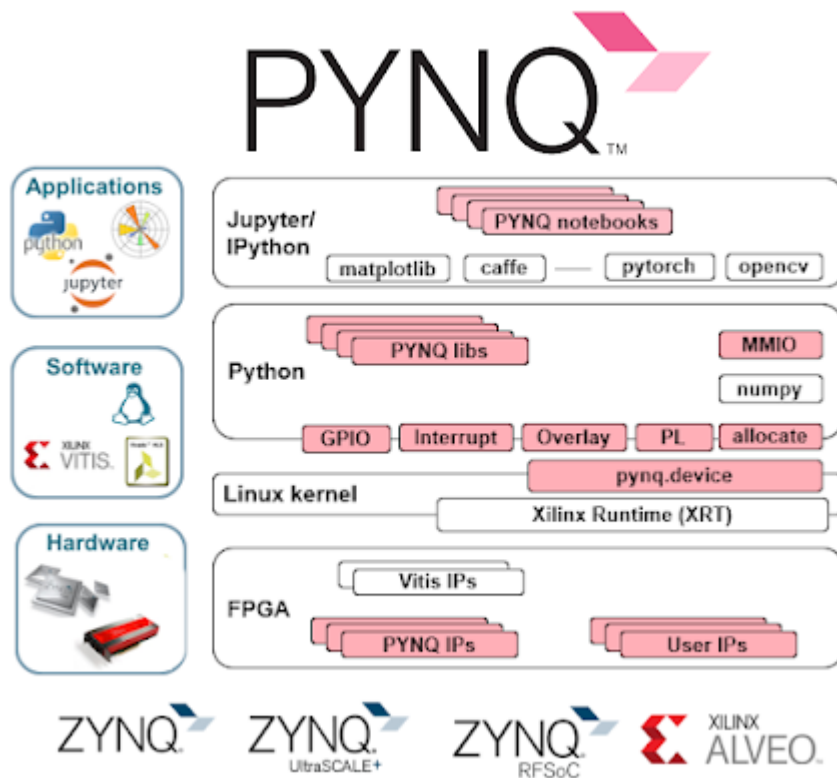 PYNQ
TM
Applications
python
jupyter
Jupyter/
IPython
PYNQ notebooks
matplotlib
caffe
pytorch
opencv
Software
XILINX
VITIS.
Python
PYNQ libs
MMIO
numpy
GPIO
Interrupt
Overlay
PL
allocate
Linux kernel
pynq.device
Xilinx Runtime (XRT)
Hardware
FPGA
Vitis IPs
PYNQ IPs
User IPs
ZYNQ.
ZYNQ.
UltraSCALE+
ZYNQ.
RFSoC
XILINX
ALVEO.